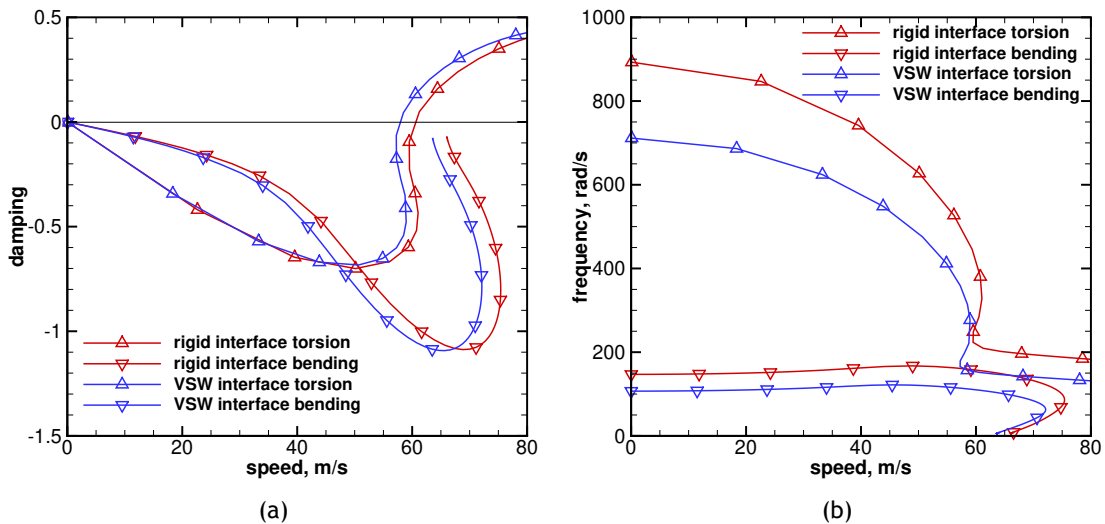 0.5
0
-0.5
-1
-1.5
damping
0 20 40 60 80
speed, m/s
rigid interface torsion
rigid interface bending
VSW interface torsion
VSW interface bending
(a)
1000
800
600
400
200
0
frequency, rad/s
0 20 40 60 80
speed, m/s
rigid interface torsion
rigid interface bending
VSW interface torsion
VSW interface bending
(b)